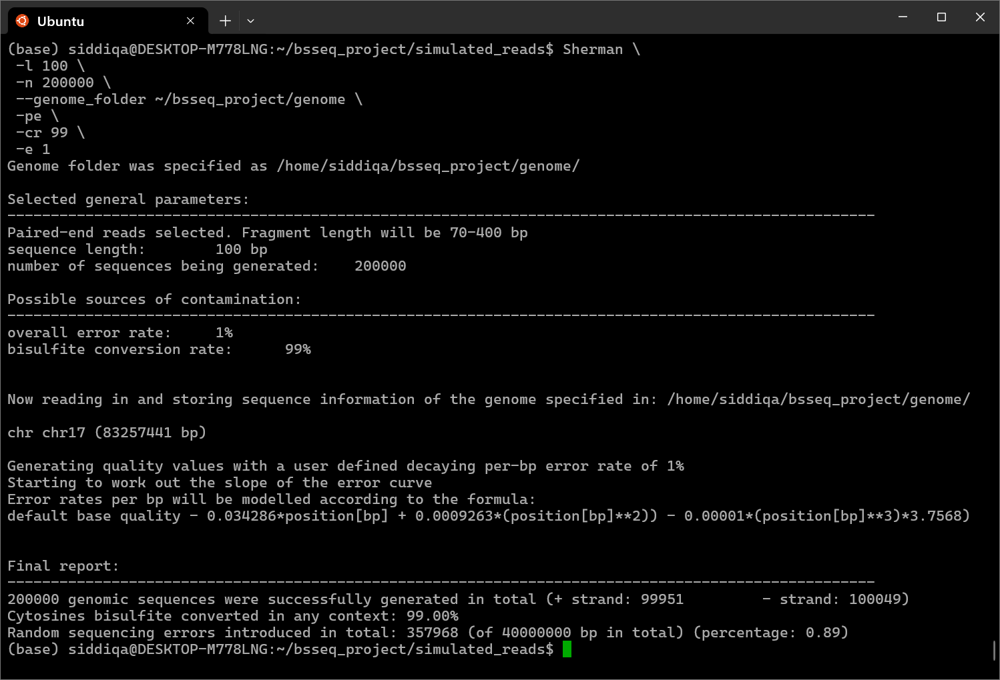 Ubuntu
(base) siddiqa@DESKTOP-M778LNG:~/bsseq_project/simulated_reads$ Sherman \
-l 100 \
-n 200000 \
--genome_folder ~/bsseq_project/genome \
-pe \
-cr 99 \
-e 1
Genome folder was specified as /home/siddiqa/bsseq_project/genome/
Selected general parameters:
----------------------------------------------------------------------------------------------------
Paired-end reads selected. Fragment length will be 70-400 bp
sequence length:        100 bp
number of sequences being generated:    200000
Possible sources of contamination:
----------------------------------------------------------------------------------------------------
overall error rate:     1%
bisulfite conversion rate:      99%
Now reading in and storing sequence information of the genome specified in: /home/siddiqa/bsseq_project/genome/
chr chr17 (83257441 bp)
Generating quality values with a user defined decaying per-bp error rate of 1%
Starting to work out the slope of the error curve
Error rates per bp will be modelled according to the formula:
default base quality - 0.034286*position[bp] + 0.0009263*(position[bp]**2)) - 0.00001*(position[bp]**3)*3.7568)
Final report:
----------------------------------------------------------------------------------------------------
200000 genomic sequences were successfully generated in total (+ strand: 99951         - strand: 100049)
Cytosines bisulfite converted in any context: 99.00%
Random sequencing errors introduced in total: 357968 (of 40000000 bp in total) (percentage: 0.89)
(base) siddiqa@DESKTOP-M778LNG:~/bsseq_project/simulated_reads$